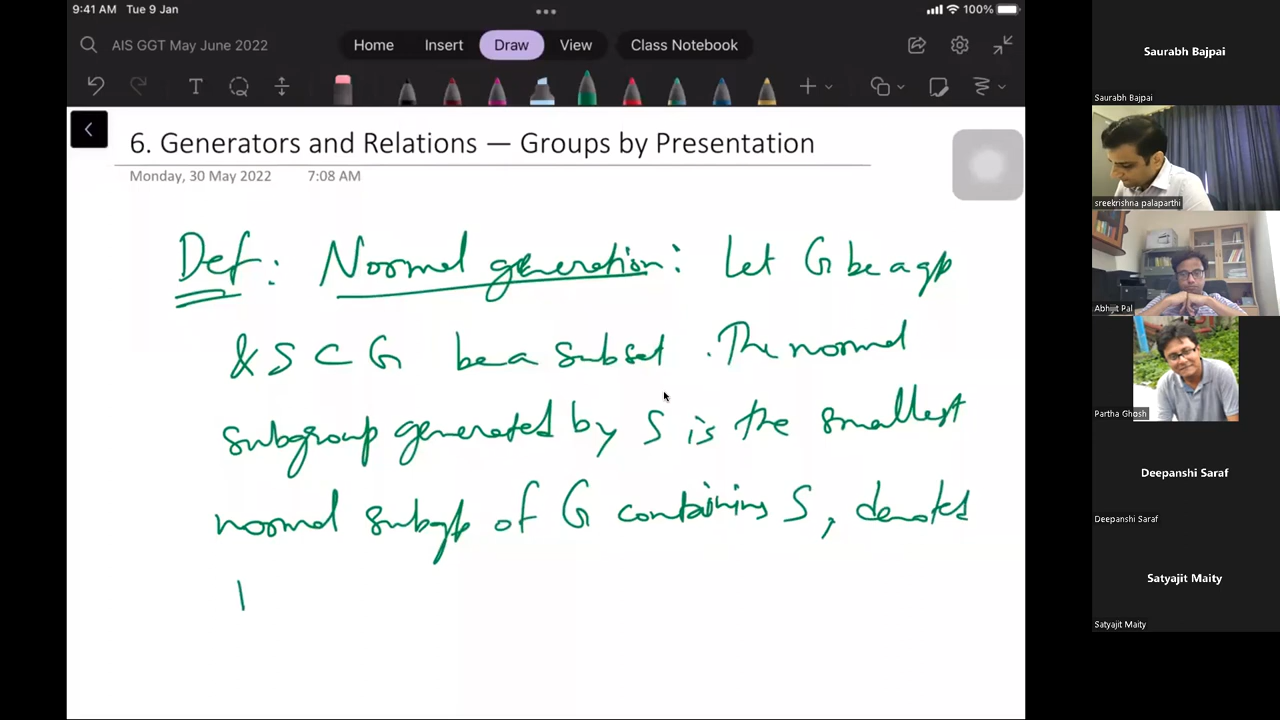 9:41 AM Tue 9 Jan
100%
AIS GGT May June 2022
Home Insert Draw View Class Notebook
T
6. Generators and Relations — Groups by Presentation
Monday, 30 May 2022 7:08 AM
Def: Normal generation: Let G be a gp
& S ⊂ G be a subset. The normal
subgroup generated by S is the smallest
normal subgp of G containing S, denoted
Saurabh Bajpai
Saurabh Bajpai
sreekrishna palaparthi
Abhijit Pal
Partha Ghosh
Deepanshi Saraf
Deepanshi Saraf
Satyajit Maity
Satyajit Maity